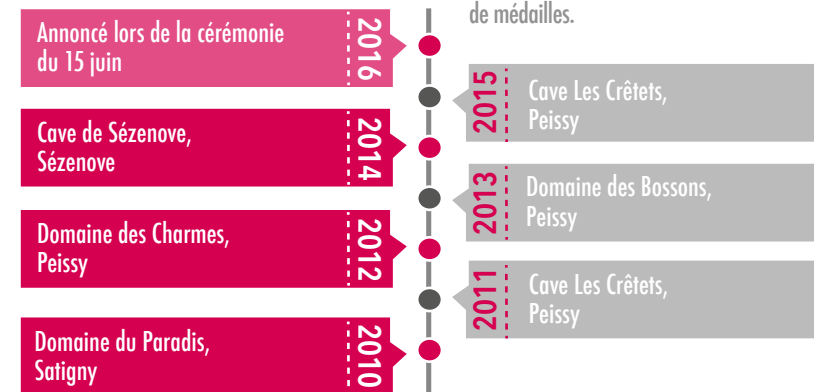 de médailles.
Annoncé lors de la cérémonie
du 15 juin
2016
2015
Cave Les Crêtets,
Peissy
Cave de Sézenove,
Sézenove
2014
2013
Domaine des Bossons,
Peissy
Domaine des Charmes,
Peissy
2012
2011
Cave Les Crêtets,
Peissy
Domaine du Paradis,
Satigny
2010